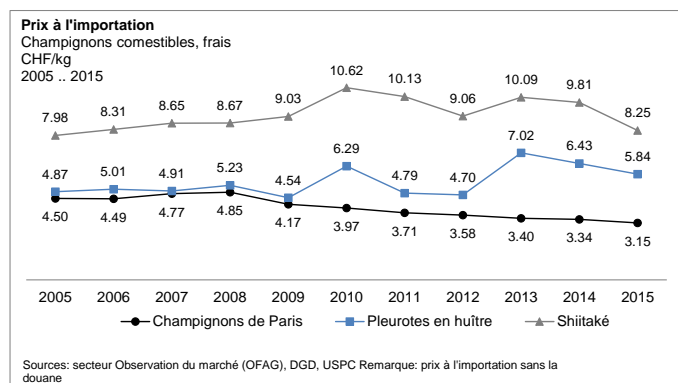 Prix à l'importation
Champignons comestibles, frais
CHF/kg
2005 .. 2015
7.98 8.31 8.65 8.67 9.03 10.62 10.13 9.06 10.09 9.81 8.25
4.87 5.01 4.91 5.23 4.54 6.29 4.79 4.70 7.02 6.43 5.84
4.50 4.49 4.77 4.85 4.17 3.97 3.71 3.58 3.40 3.34 3.15
2005 2006 2007 2008 2009 2010 2011 2012 2013 2014 2015
Champignons de Paris Pleurotes en huître Shiitaké
Sources: secteur Observation du marché (OFAG), DGD, USPC Remarque: prix à l'importation sans la
douane